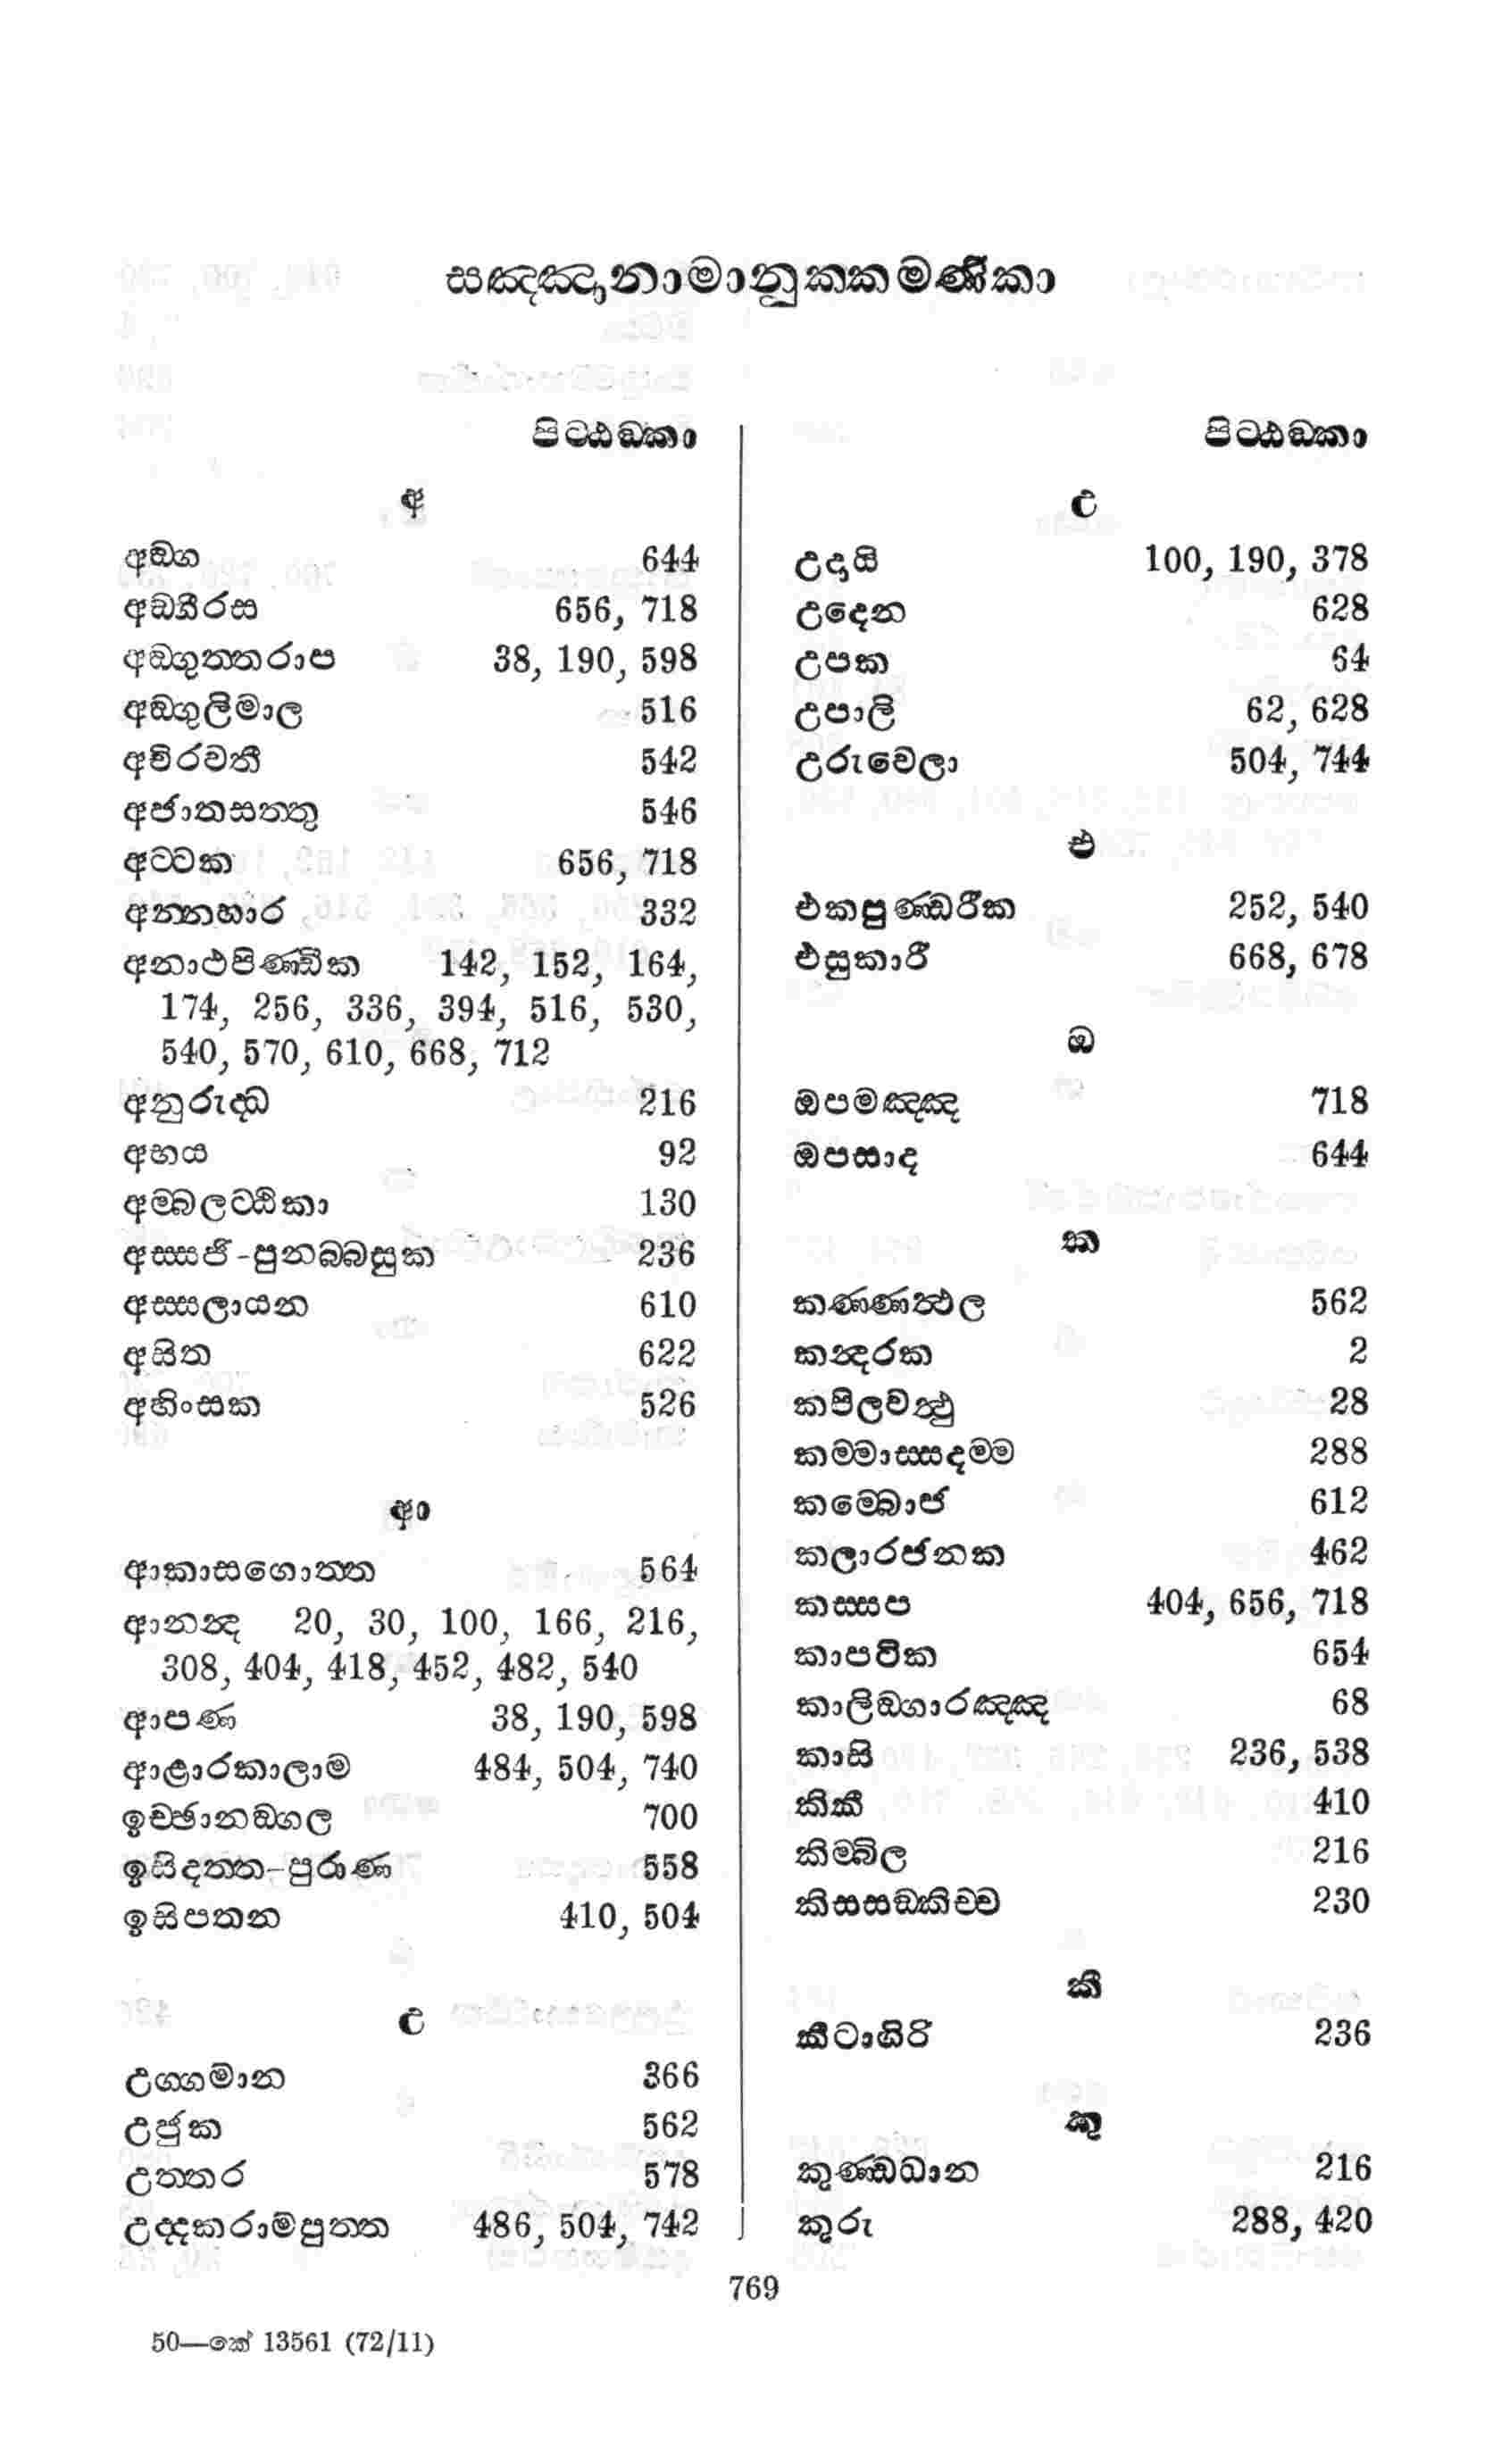 සඤ්ඤානාමානුක්කමණිකා
පිට්ඨඞ්කා
අ
අඞ්ග 644
අඞ්ගීරස 656, 718
අඞ්ගුත්තරාප 38, 190, 598
අඞ්ගුලිමාල 516
අචිරවතී 542
අජාතසත්තු 546
අට්ටක 656, 718
අන්තභාර 332
අනාථපිණ්ඩික 142, 152, 164,
174, 256, 336, 394, 516, 530,
540, 570, 610, 668, 712
අනුරුද්ධ 216
අභය 92
අම්බලට්ඨිකා 130
අස්සජි-පුනබ්බසුක 236
අස්සලායන 610
අසිත 622
අහිංසක 526
ආ
ආකාසගොත්ත 564
ආනන්ද 20, 30, 100, 166, 216,
308, 404, 418, 452, 482, 540
ආපණ 38, 190, 598
ආළාරකාලාම 484, 504, 740
ඉච්ඡානඞ්ගල 700
ඉසිදත්ත-පුරාණ 558
ඉසිපතන 410, 504
උ
උග්ගමාන 366
උජුක 562
උත්තර 578
උද්දකරාමපුත්ත 486, 504, 742
පිට්ඨඞ්කා
උ
උදායි 100, 190, 378
උදෙන 628
උපක 64
උපාලි 62, 628
උරුවෙලා 504, 744
එ
එකපුණ්ඩරීක 252, 540
එසුකාරී 668, 678
ඔ
ඔපමඤ්ඤ 718
ඔපසාද 644
ක
කණ්ණත්ථල 562
කන්දරක 2
කපිලවත්ථු 28
කම්මාස්සදම්ම 288
කම්බොජ 612
කලාරජනක 462
කස්සප 404, 656, 718
කාපඨික 654
කාලිඞ්ගාරඤ්ඤ 68
කාසි 236, 538
කිකී 410
කිම්බිල 216
කිසසඞ්කිච්ච 230
කී
කීටාගිරි 236
කු
කුණ්ඩධාන 216
කුරු 288, 420
769
50—කේ 13561 (72/11)